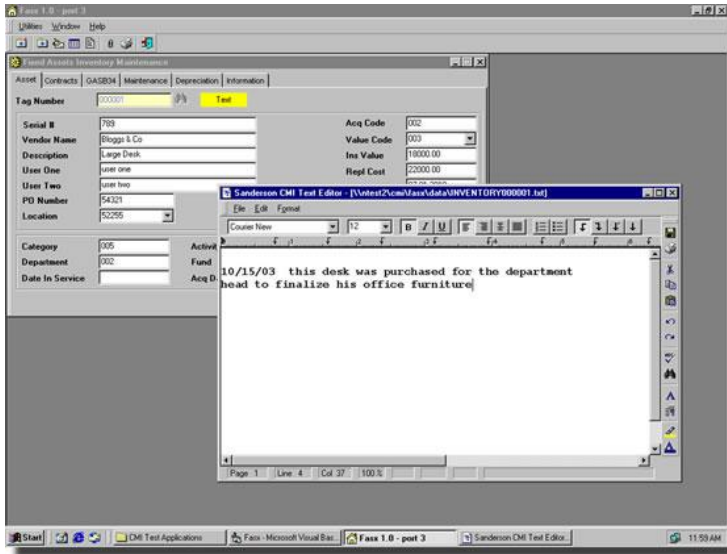 Fasx 1.0 - port 3
Utilities Window Help
Fixed Assets Inventory Maintenance
Asset Contracts GASB34 Maintenance Depreciation Information
Tag Number 000001 Text
Serial # 789 Acq Code 002
Vendor Name Bloggs & Co Value Code 003
Description Large Desk Ins Value 18000.00
User One user one Repl Cost 22000.00
User Two user two
PO Number 54321
Location 52255
Category 005 Activit
Department 002 Fund
Date In Service Acq D
Sanderson CMI Text Editor - [\\ntest2\cmi\fasx\data\INVENTORY000001.txt]
File Edit Format
Courier New 12 B I U
10/15/03 this desk was purchased for the department
head to finalize his office furniture
Page 1 Line 4 Col 37 100 %
Start CMI Test Applications Fasx - Microsoft Visual Bas... Fasx 1.0 - port 3 Sanderson CMI Text Editor... 11:59 AM